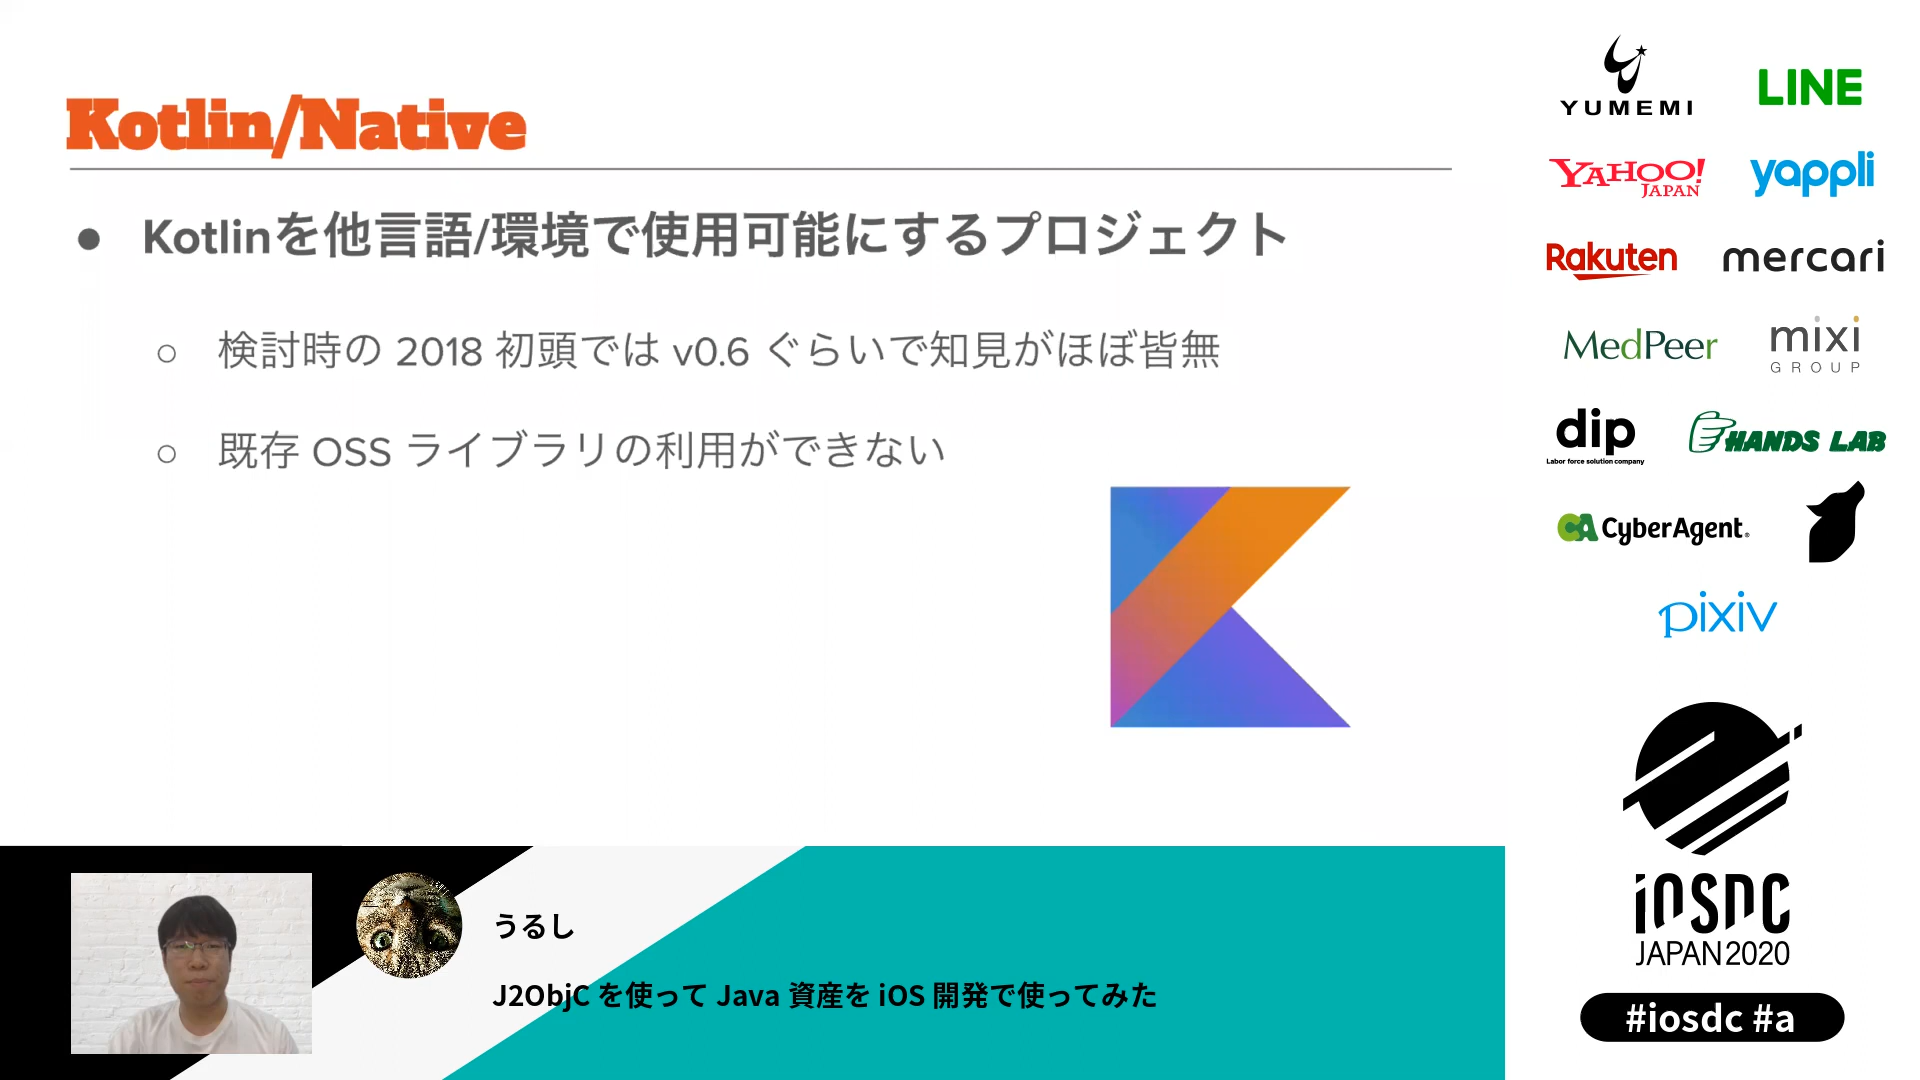 Kotlin/Native
● Kotlinを他言語/環境で使用可能にするプロジェクト
○ 検討時の 2018 初頭では v0.6 ぐらいで知見がほぼ皆無
○ 既存 OSS ライブラリの利用ができない
うるし
J2ObjC を使って Java 資産を iOS 開発で使ってみた
YUMEMI
LINE
YAHOO!
JAPAN
yappli
Rakuten
mercari
MedPeer
mixi
GROUP
dip
Labor force solution company
HANDS LAB
CA CyberAgent.
pixiv
iOSDC
JAPAN 2020
#iosdc #a